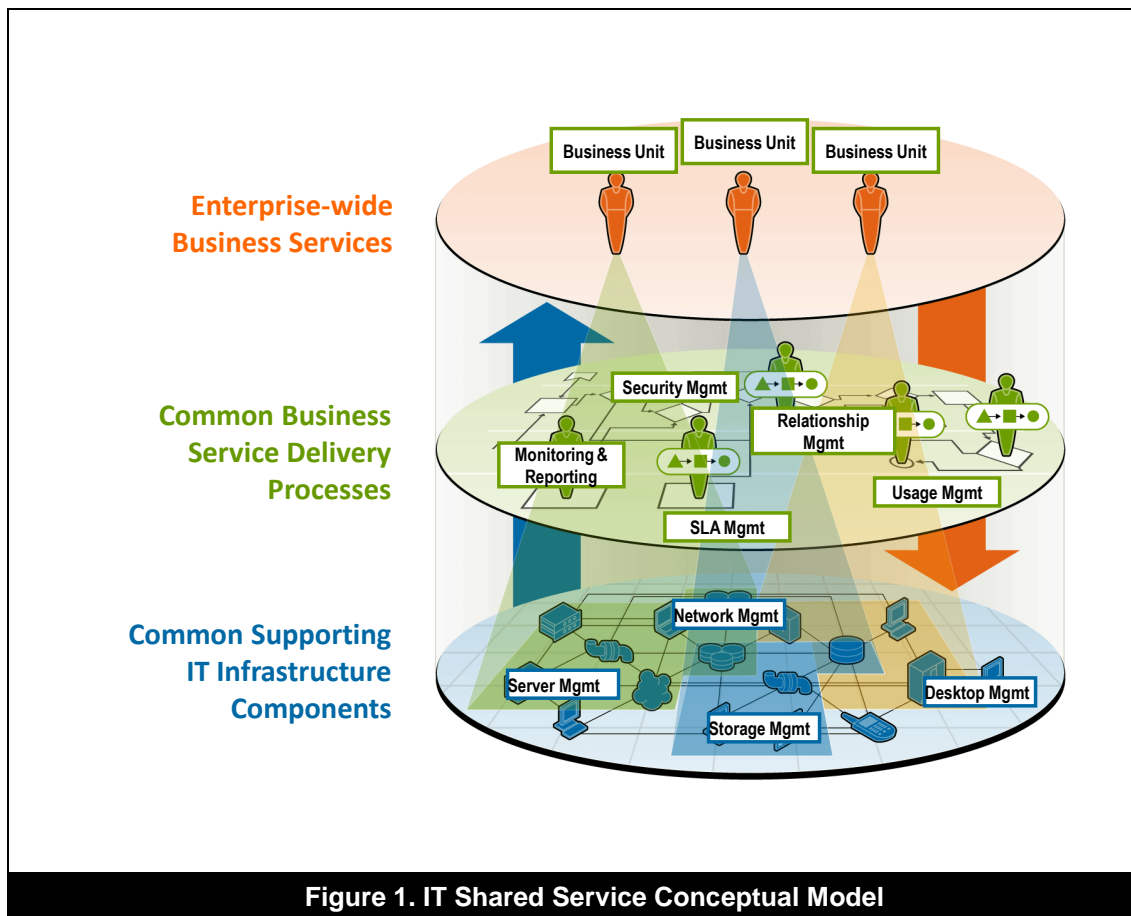 Business Unit
Business Unit
Business Unit
Enterprise-wide
Business Services
Common Business
Service Delivery
Processes
Security Mgmt
Relationship
Mgmt
Monitoring &
Reporting
Usage Mgmt
SLA Mgmt
Common Supporting
IT Infrastructure
Components
Network Mgmt
Server Mgmt
Desktop Mgmt
Storage Mgmt
Figure 1. IT Shared Service Conceptual Model